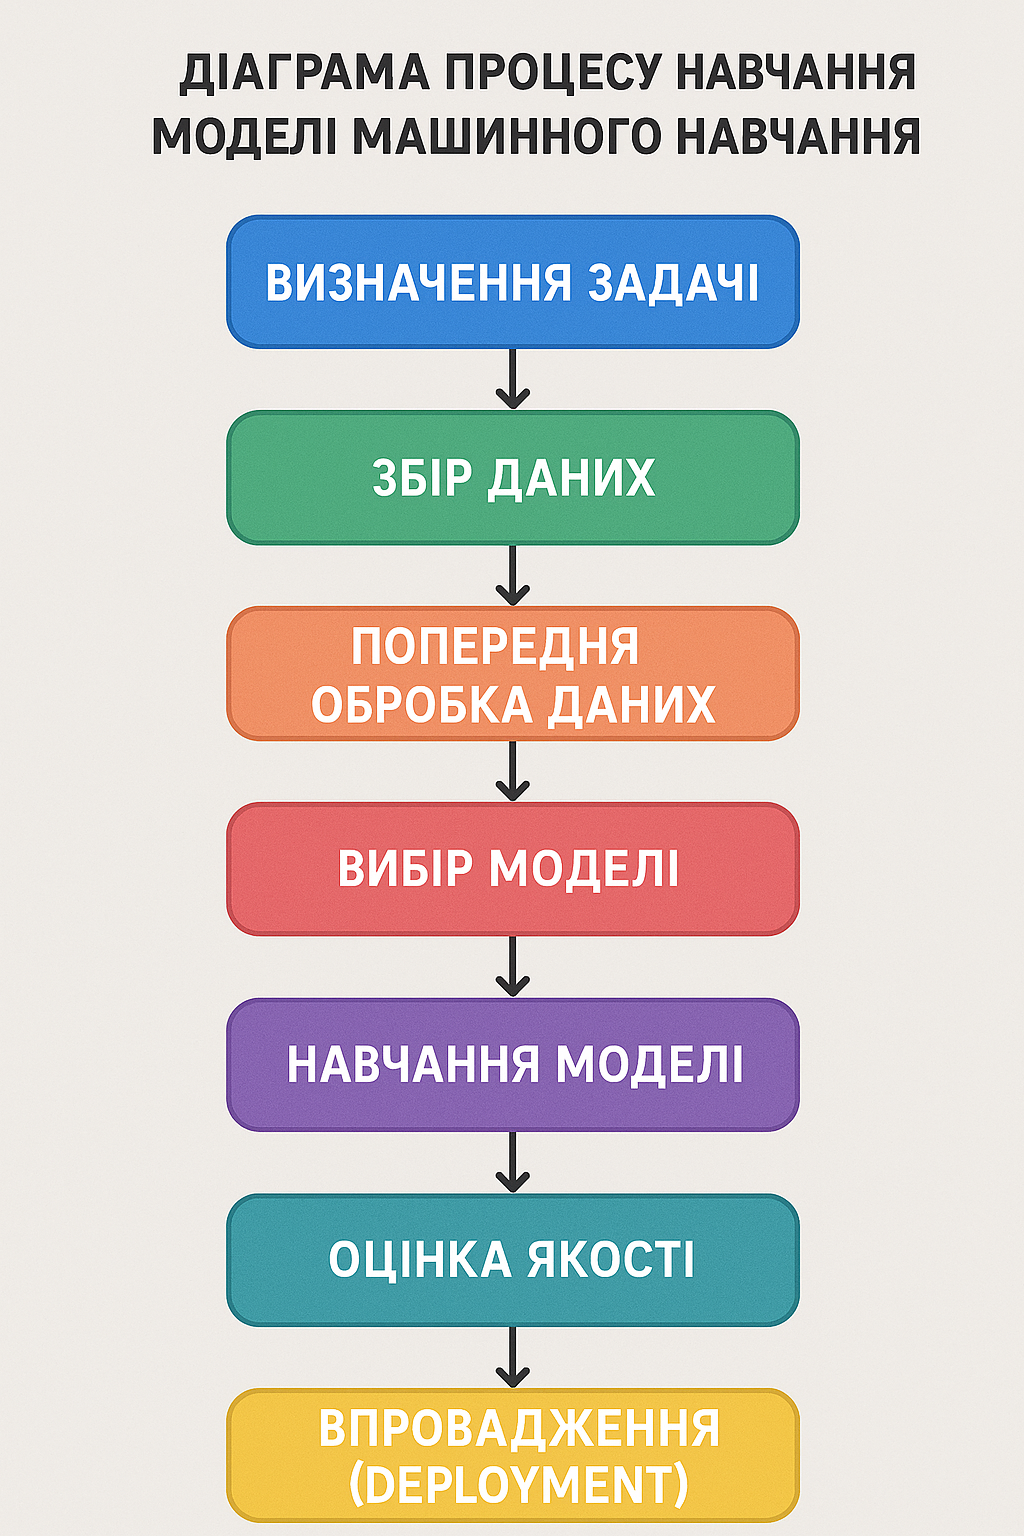 ДІАГРАМА ПРОЦЕСУ НАВЧАННЯ
МОДЕЛІ МАШИННОГО НАВЧАННЯ
ВИЗНАЧЕННЯ ЗАДАЧІ
ЗБІР ДАНИХ
ПОПЕРЕДНЯ
ОБРОБКА ДАНИХ
ВИБІР МОДЕЛІ
НАВЧАННЯ МОДЕЛІ
ОЦІНКА ЯКОСТІ
ВПРОВАДЖЕННЯ
(DEPLOYMENT)